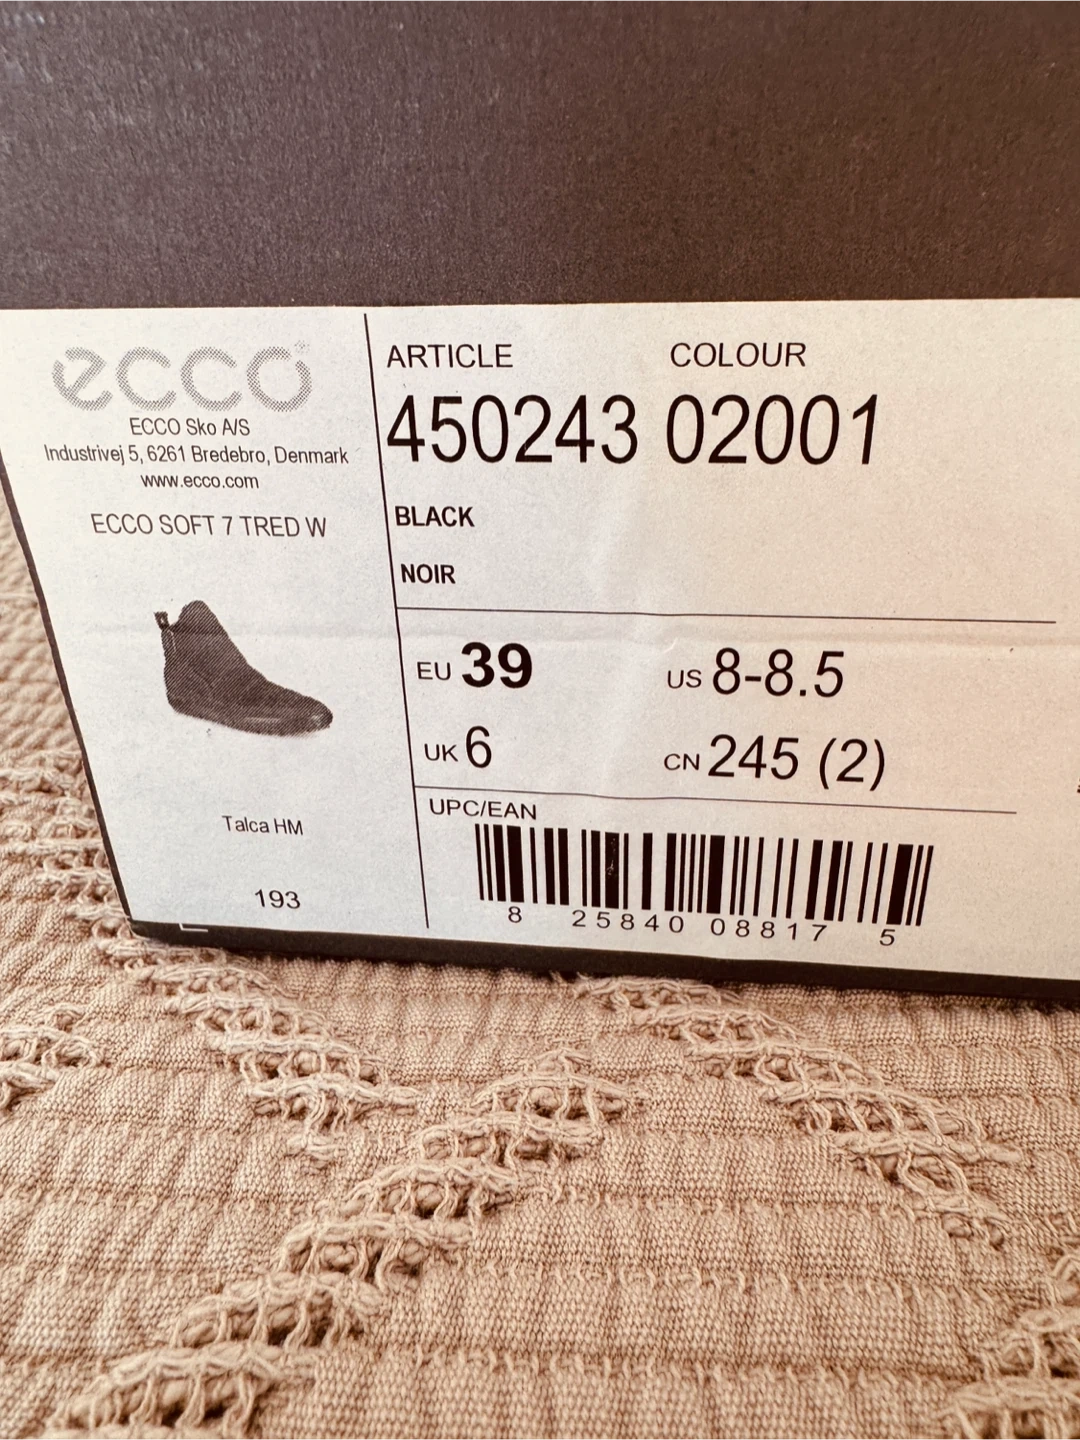 ecco
ECCO Sko A/S
Industrivej 5, 6261 Bredebro, Denmark
www.ecco.com
ECCO SOFT 7 TRED W
Talca HM
193
ARTICLE COLOUR
450243 02001
BLACK
NOIR
EU 39 US 8-8.5
UK 6 CN 245 (2)
UPC/EAN
8 25840 08817 5